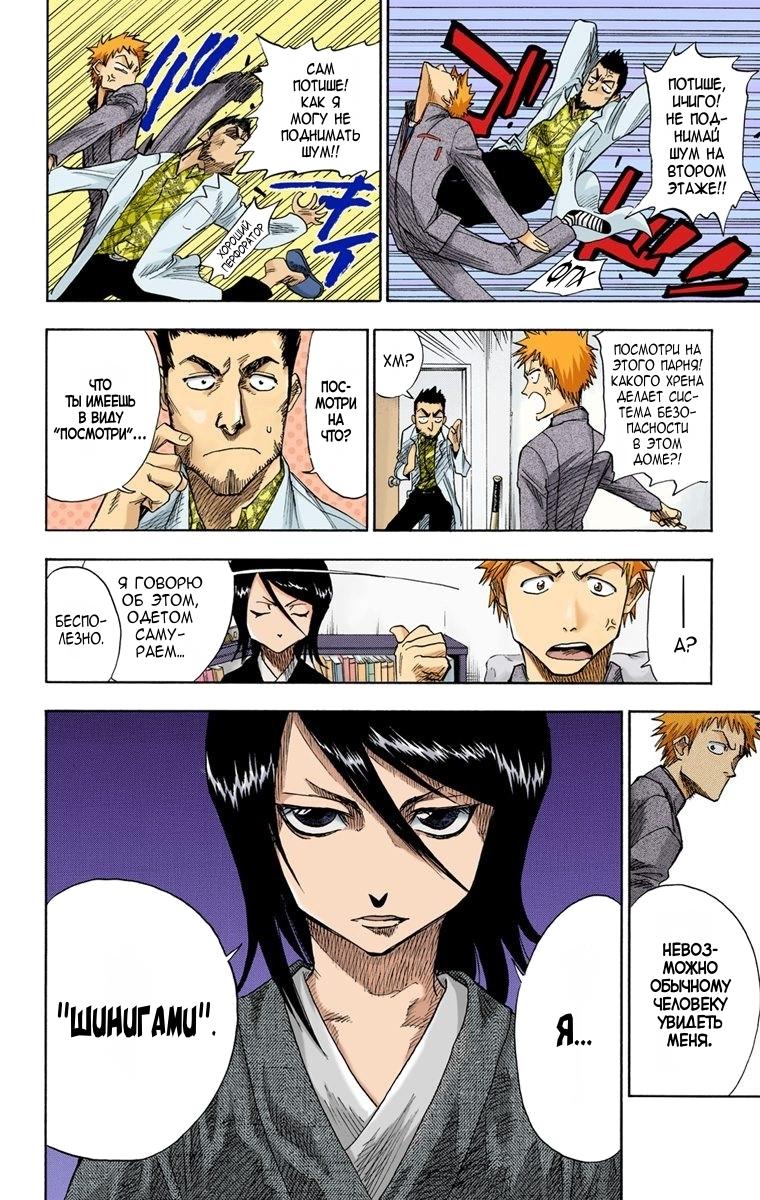 ПОТИШЕ,
ИЧИГО!
НЕ ПОД-
НИМАЙ
ШУМ НА
ВТОРОМ
ЭТАЖЕ!!
ФПХ
САМ
ПОТИШЕ!
КАК Я
МОГУ НЕ
ПОДНИМАТЬ
ШУМ!!
ХОРОШИЙ
ПЕРФОРАТОР
ПОСМОТРИ НА
ЭТОГО ПАРНЯ!
КАКОГО ХРЕНА
ДЕЛАЕТ СИС-
ТЕМА БЕЗО-
ПАСНОСТИ
В ЭТОМ
ДОМЕ?!
ХМ?
ПОС-
МОТРИ
НА
ЧТО?
ЧТО
ТЫ ИМЕЕШЬ
В ВИДУ
"ПОСМОТРИ"...
—
А?
Я ГОВОРЮ
ОБ ЭТОМ,
ОДЕТОМ
САМУ-
РАЕМ...
БЕСПО-
ЛЕЗНО.
НЕВОЗ-
МОЖНО
ОБЫЧНОМУ
ЧЕЛОВЕКУ
УВИДЕТЬ
МЕНЯ.
Я...
"ШИНИГАМИ".